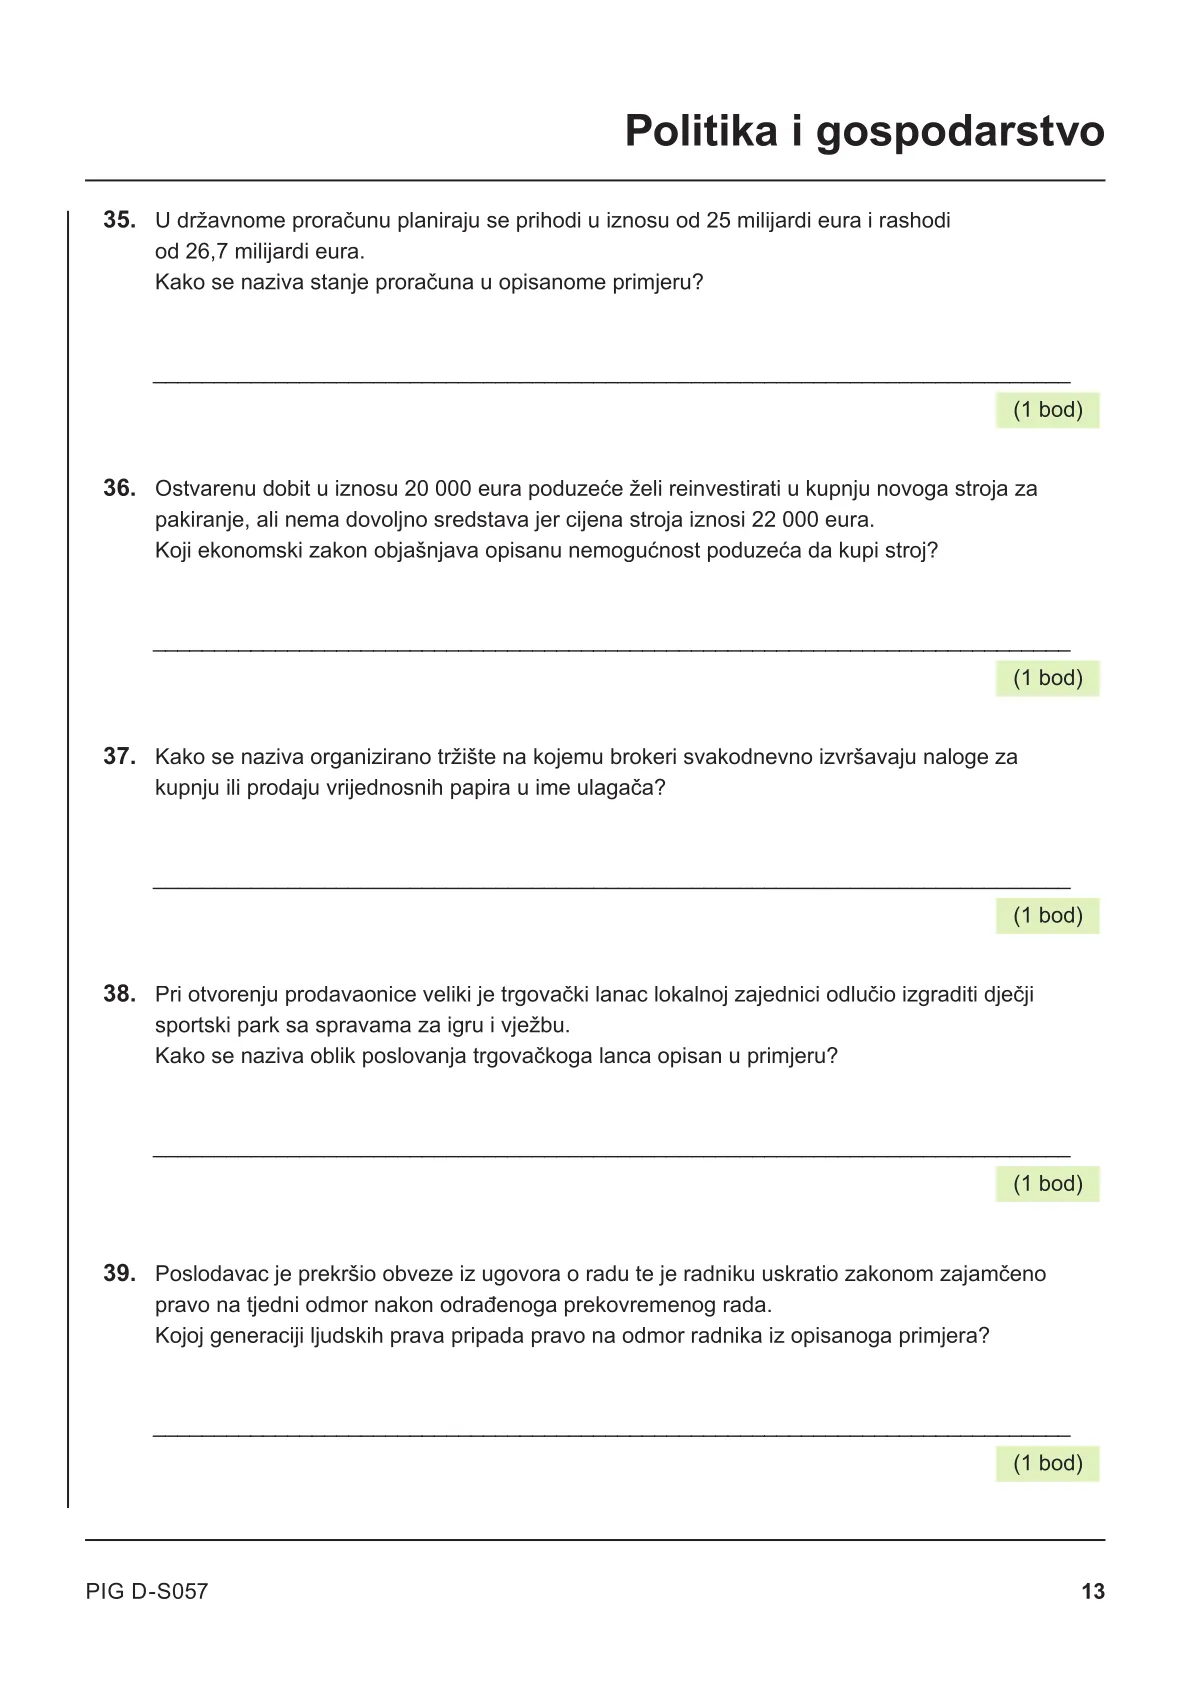 Politika i gospodarstvo
35. U državnome proračunu planiraju se prihodi u iznosu od 25 milijardi eura i rashodi
od 26,7 milijardi eura.
Kako se naziva stanje proračuna u opisanome primjeru?
(1 bod)
36. Ostvarenu dobit u iznosu 20 000 eura poduzeće želi reinvestirati u kupnju novoga stroja za
pakiranje, ali nema dovoljno sredstava jer cijena stroja iznosi 22 000 eura.
Koji ekonomski zakon objašnjava opisanu nemogućnost poduzeća da kupi stroj?
(1 bod)
37. Kako se naziva organizirano tržište na kojemu brokeri svakodnevno izvršavaju naloge za
kupnju ili prodaju vrijednosnih papira u ime ulagača?
(1 bod)
38. Pri otvorenju prodavaonice veliki je trgovački lanac lokalnoj zajednici odlučio izgraditi dječji
sportski park sa spravama za igru i vježbu.
Kako se naziva oblik poslovanja trgovačkoga lanca opisan u primjeru?
(1 bod)
39. Poslodavac je prekršio obveze iz ugovora o radu te je radniku uskratio zakonom zajamčeno
pravo na tjedni odmor nakon odrađenoga prekovremenog rada.
Kojoj generaciji ljudskih prava pripada pravo na odmor radnika iz opisanoga primjera?
(1 bod)
PIG D-S057
13